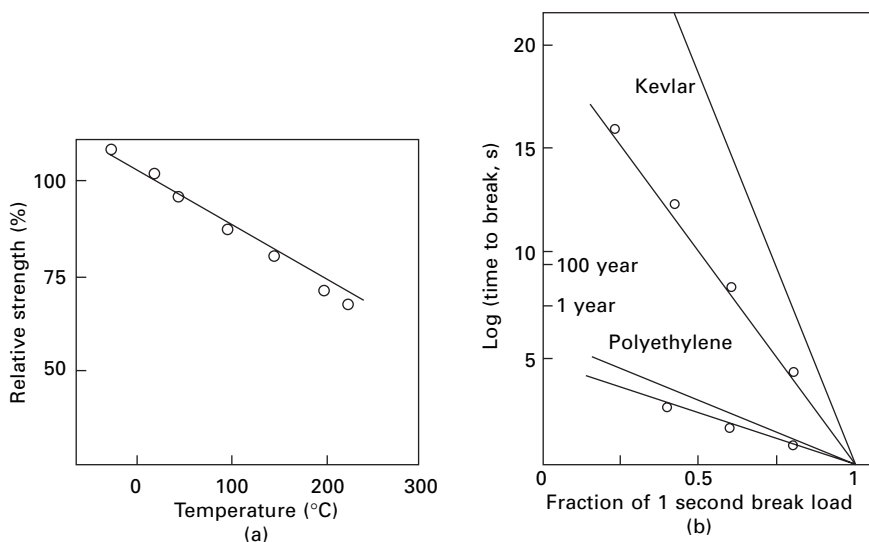 Relative strength (%)
100
75
50
0
100
200
300
Temperature (°C)
(a)
Log (time to break, s)
20
15
10
5
100 year
1 year
Kevlar
Polyethylene
0
0.5
1
Fraction of 1 second break load
(b)